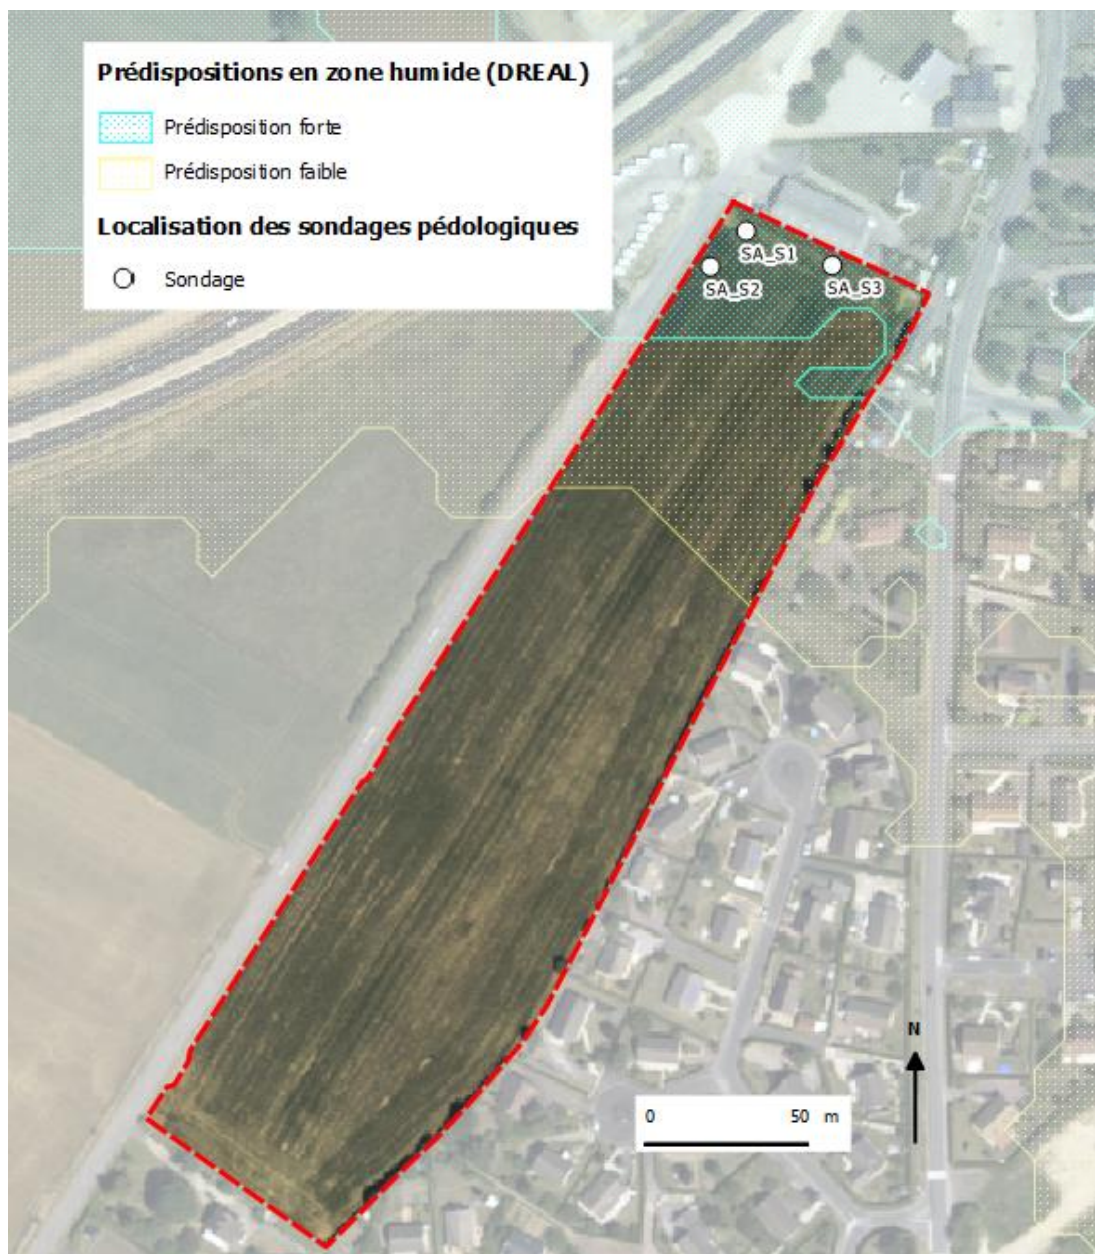 Prédispositions en zone humide (DREAL)
Prédisposition forte
Prédisposition faible
Localisation des sondages pédologiques
Sondage
SA_S1
SA_S2
SA_S3
N
0 50 m